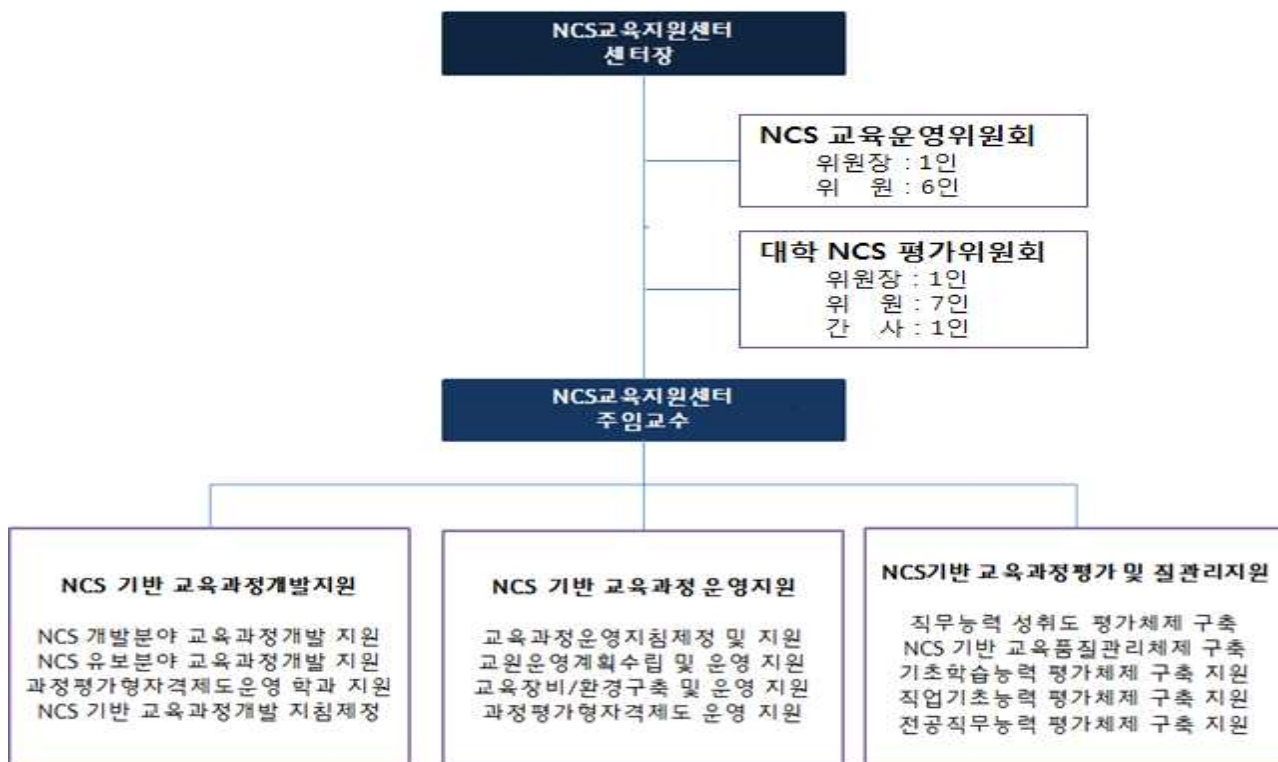 NCS교육지원센터
센터장
NCS 교육운영위원회
위원장 : 1인
위 원 : 6인
대학 NCS 평가위원회
위원장 : 1인
위 원 : 7인
간 사 : 1인
NCS교육지원센터
주임교수
NCS 기반 교육과정개발지원
NCS 개발분야 교육과정개발 지원
NCS 유보분야 교육과정개발 지원
과정평가형자격제도운영 학과 지원
NCS 기반 교육과정개발 지침제정
NCS 기반 교육과정 운영지원
교육과정운영지침제정 및 지원
교원운영계획수립 및 운영 지원
교육장비/환경구축 및 운영 지원
과정평가형자격제도 운영 지원
NCS기반 교육과정평가 및 질관리지원
직무능력 성취도 평가체제 구축
NCS 기반 교육품질관리체제 구축
기초학습능력 평가체제 구축 지원
직업기초능력 평가체제 구축 지원
전공직무능력 평가체제 구축 지원